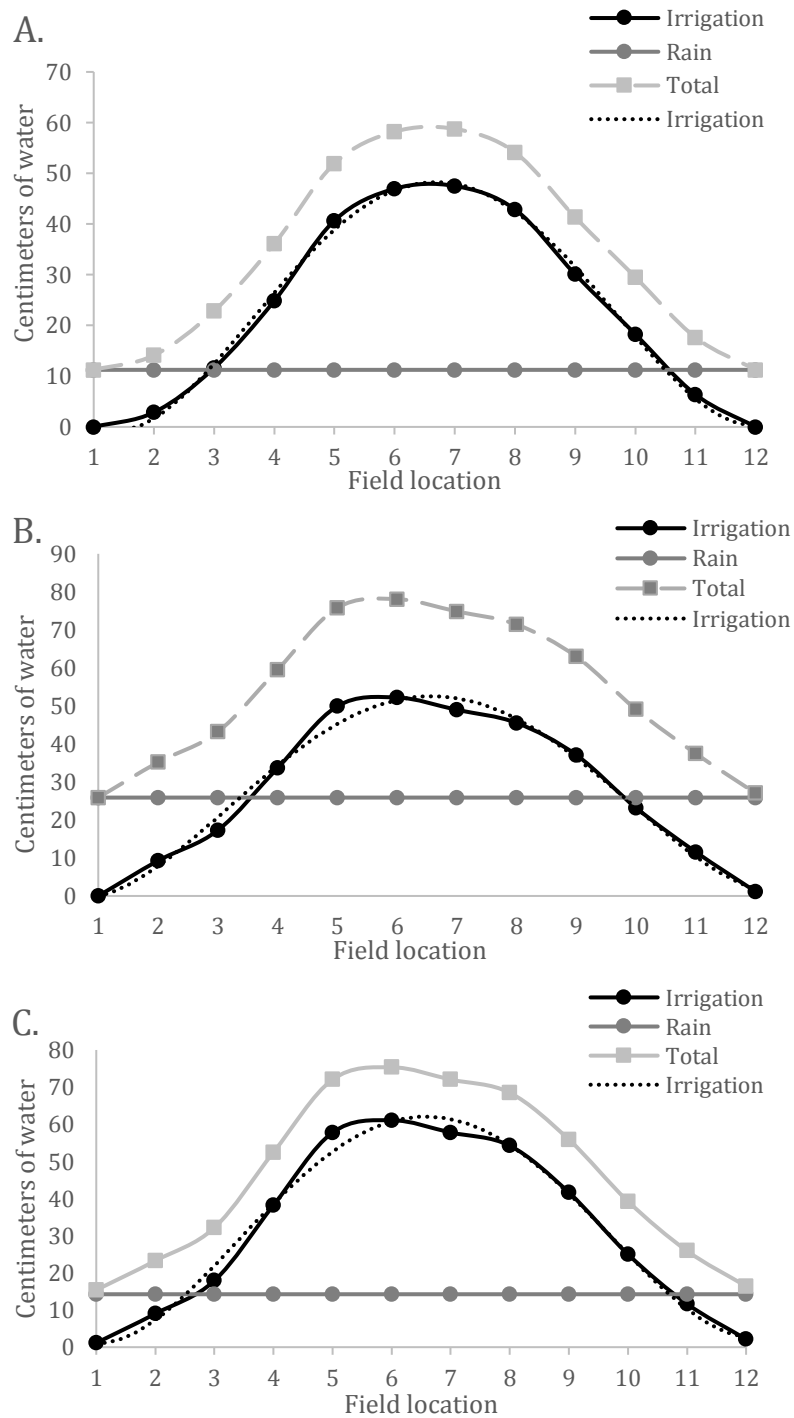 A.
Irrigation
Rain
Total
Irrigation
Centimeters of water
70
60
50
40
30
20
10
0
1 2 3 4 5 6 7 8 9 10 11 12
Field location
B.
Irrigation
Rain
Total
Irrigation
Centimeters of water
90
80
70
60
50
40
30
20
10
0
1 2 3 4 5 6 7 8 9 10 11 12
Field location
C.
Irrigation
Rain
Total
Irrigation
Centimeters of water
80
70
60
50
40
30
20
10
0
1 2 3 4 5 6 7 8 9 10 11 12
Field location